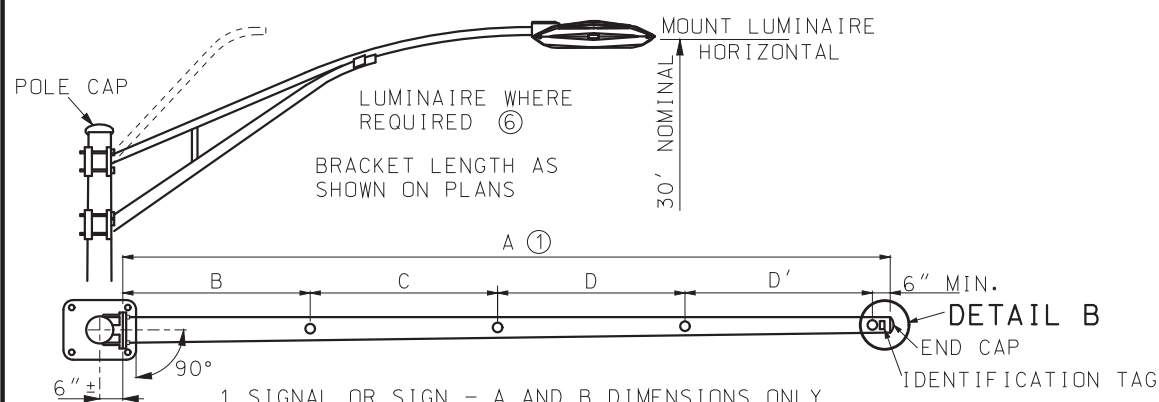 MOUNT LUMINAIRE
HORIZONTAL
POLE CAP
LUMINAIRE WHERE
REQUIRED ⑥
30' NOMINAL
BRACKET LENGTH AS
SHOWN ON PLANS
A ①
B
C
D
D'
6" MIN.
DETAIL B
END CAP
90°
IDENTIFICATION TAG
6"±
1 SIGNAL OR SIGN - A AND B DIMENSIONS ONLY